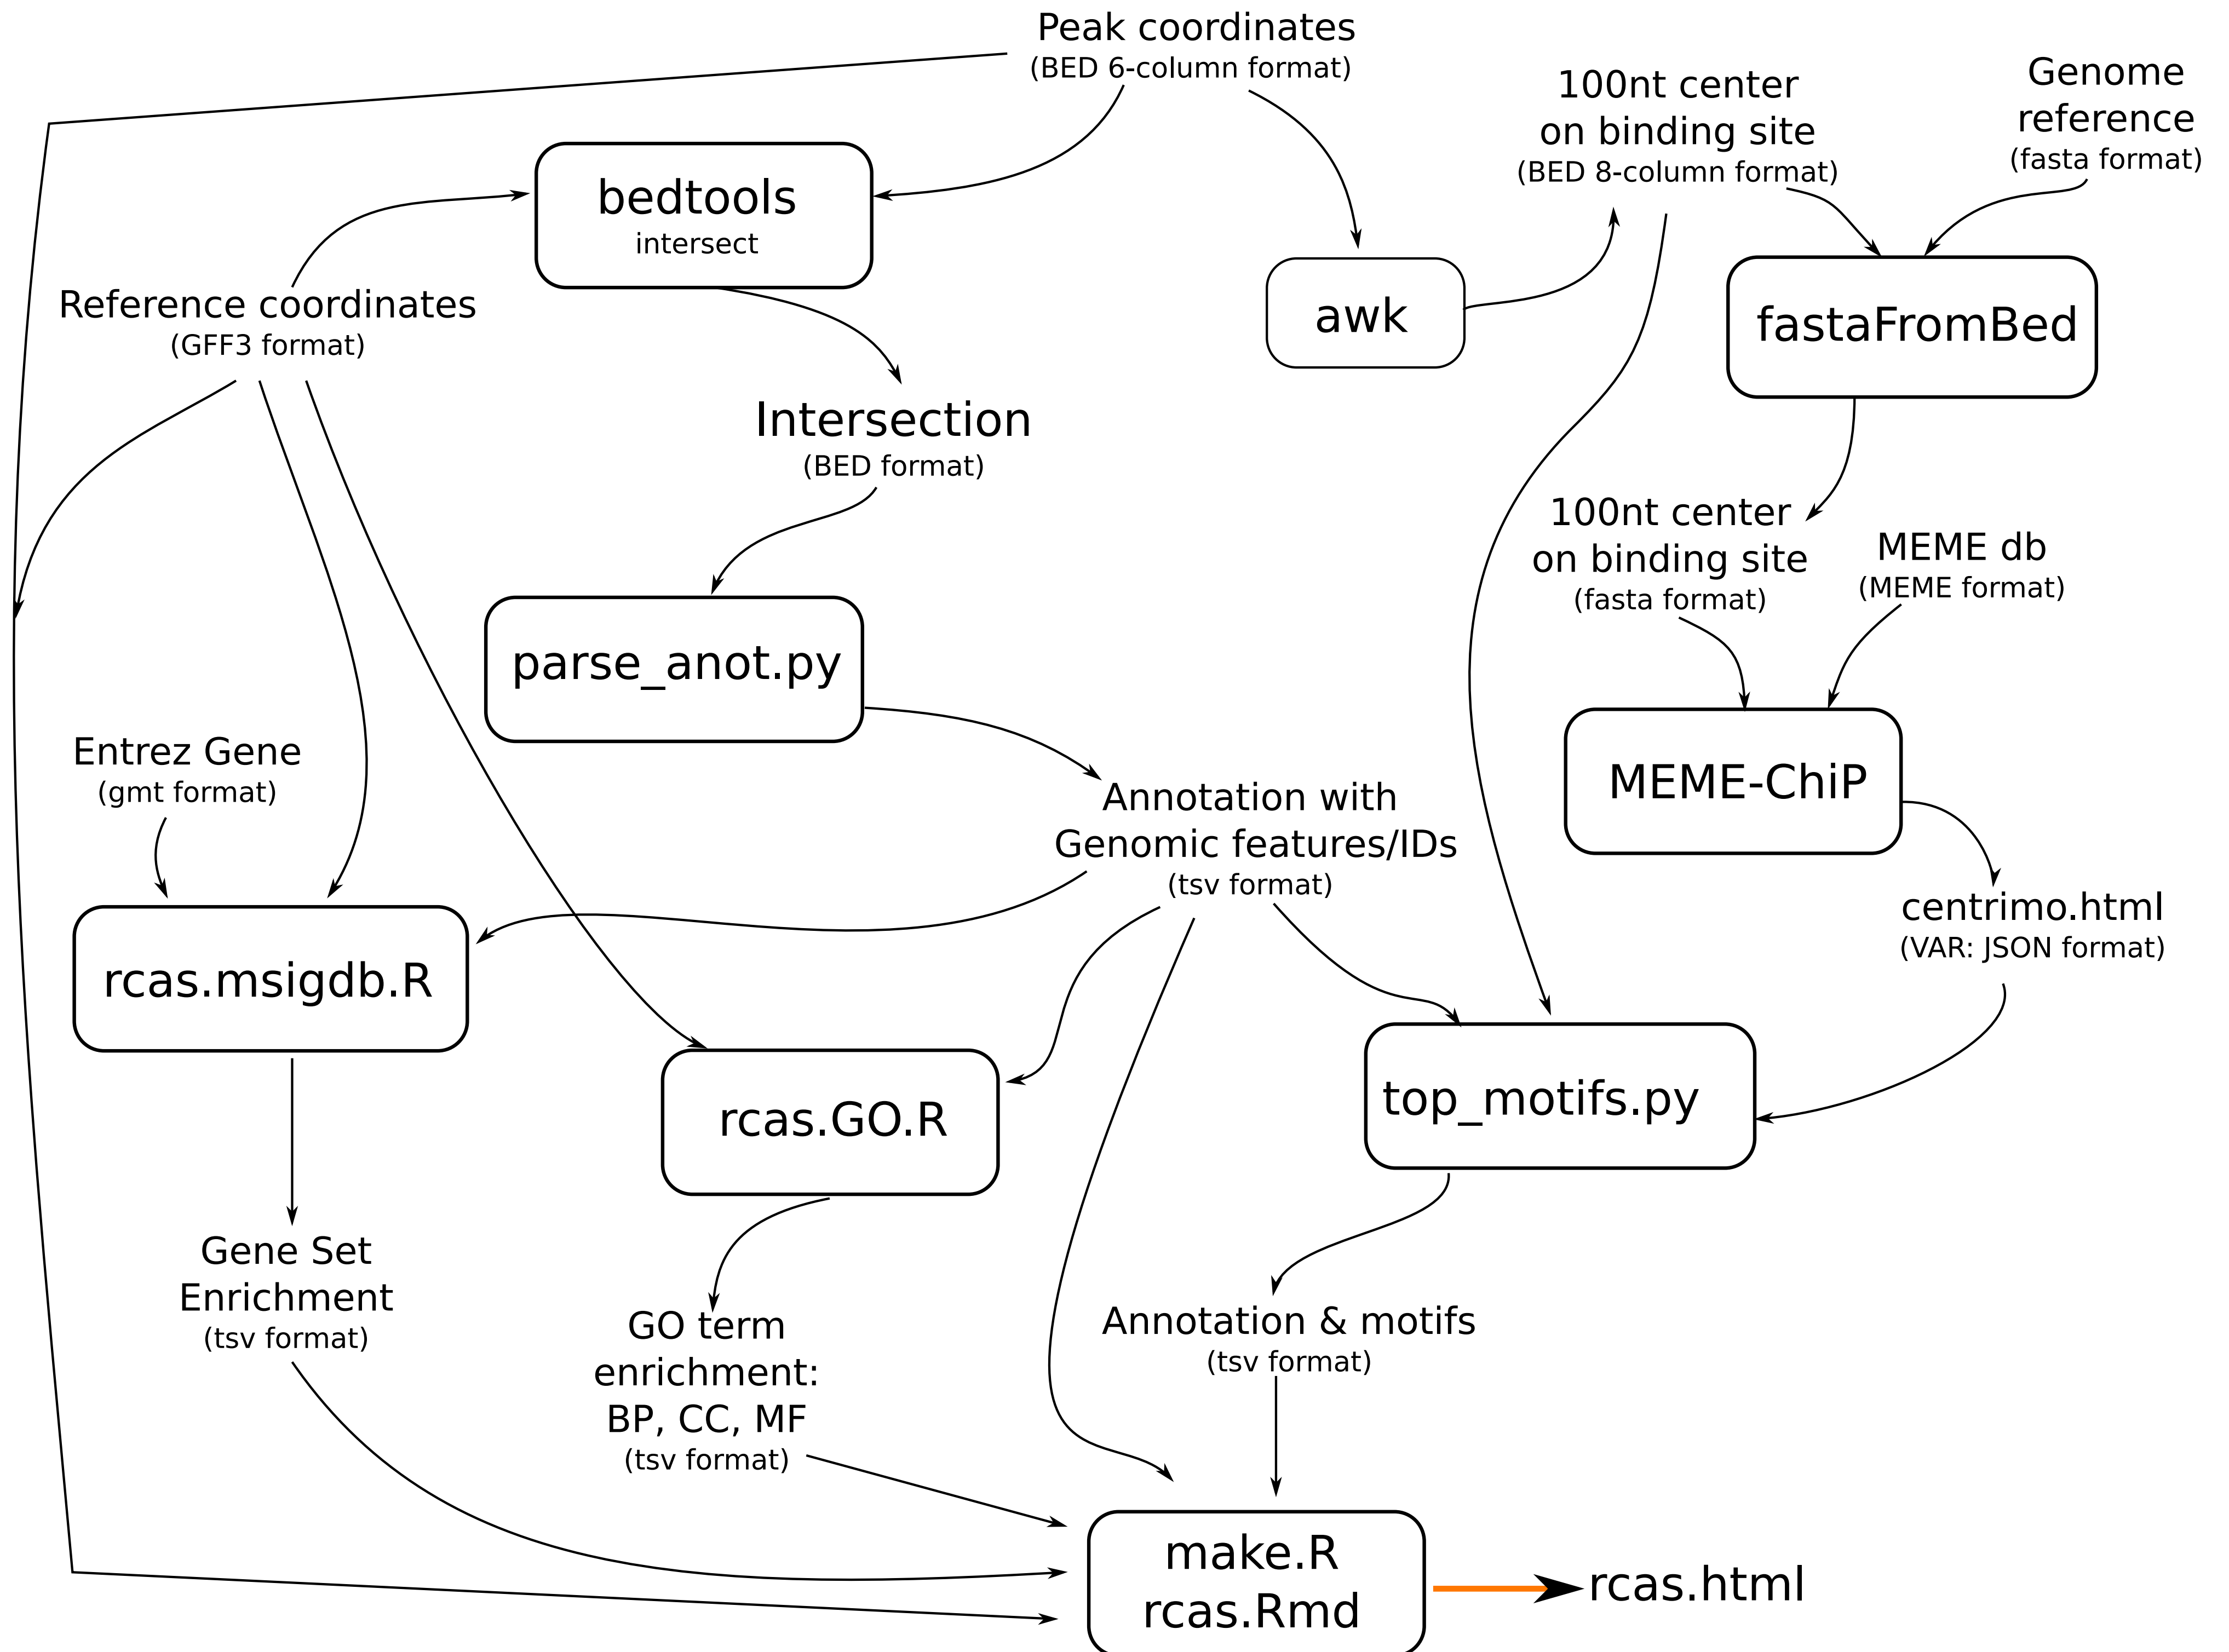 Peak coordinates
(BED 6-column format)
100nt center
on binding site
(BED 8-column format)
Genome
reference
(fasta format)
bedtools
intersect
Reference coordinates
(GFF3 format)
awk
fastaFromBed
Intersection
(BED format)
100nt center
on binding site
(fasta format)
MEME db
(MEME format)
parse_anot.py
Entrez Gene
(gmt format)
Annotation with
Genomic features/IDs
(tsv format)
MEME-ChiP
centrimo.html
(VAR: JSON format)
rcas.msigdb.R
rcas.GO.R
top_motifs.py
Gene Set
Enrichment
(tsv format)
GO term
enrichment:
BP, CC, MF
(tsv format)
Annotation & motifs
(tsv format)
make.R
rcas.Rmd
rcas.html